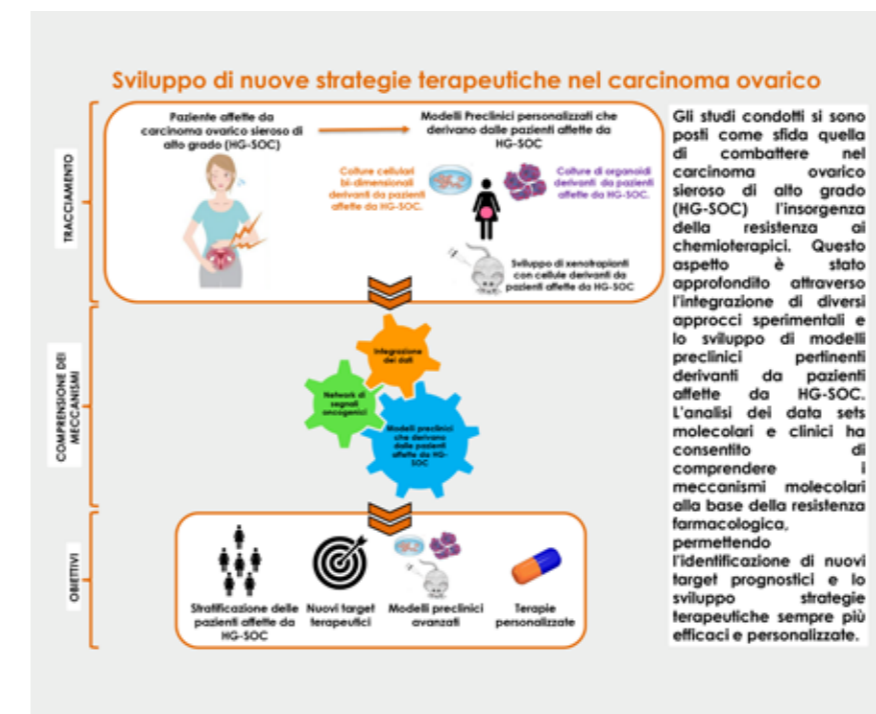 Sviluppo di nuove strategie terapeutiche nel carcinoma ovarico
TRACCIAMENTO
Paziente affette da
carcinoma ovarico sieroso di
alto grado (HG-SOC)
Modelli Preclinici personalizzati che
derivano dalle pazienti affette da
HG-SOC
Colture cellulari
bi-dimensionali
derivanti da pazienti
affette da HG-SOC.
Colture di organoidi
derivanti da pazienti
affette da HG-SOC.
Sviluppo di xenotrapianti
con cellule derivanti da
pazienti affette da HG-SOC
COMPRENSIONE DEI
MECCANISMI
Integrazione
dei dati
Network di
segnali
oncogenici
Modelli preclinici
che derivano
dalle pazienti
affette da HG-
SOC
OBIETTIVI
Stratificazione delle
pazienti affette da
HG-SOC
Nuovi target
terapeutici
Modelli preclinici
avanzati
Terapie
personalizzate
Gli studi condotti si sono
posti come sfida quella
di combattere nel
carcinoma ovarico
sieroso di alto grado
(HG-SOC) l'insorgenza
della resistenza ai
chemioterapici. Questo
aspetto è stato
approfondito attraverso
l'integrazione di diversi
approcci sperimentali e
lo sviluppo di modelli
preclinici pertinenti
derivanti da pazienti
affette da HG-SOC.
L'analisi dei data sets
molecolari e clinici ha
consentito di
comprendere i
meccanismi molecolari
alla base della resistenza
farmacologica,
permettendo
l'identificazione di nuovi
target prognostici e lo
sviluppo strategie
terapeutiche sempre più
efficaci e personalizzate.